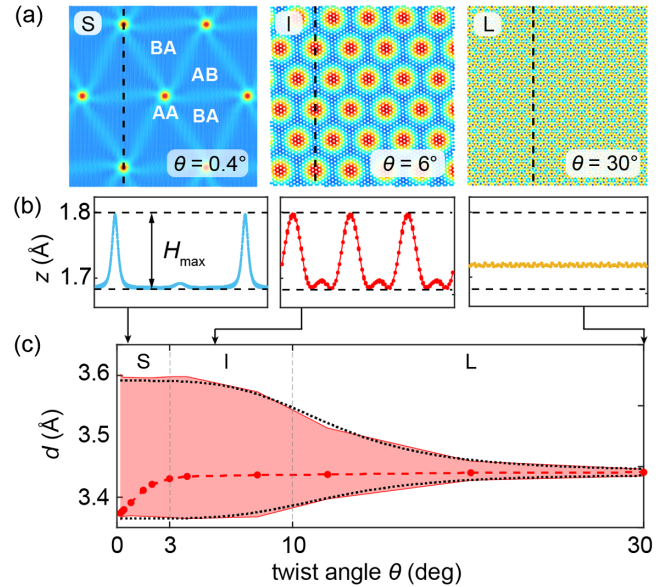 (a)
S
BA
AB
AA
BA
θ = 0.4°
I
θ = 6°
L
θ = 30°
(b)
1.8
1.7
z (Å)
Hmax
(c)
S
I
L
3.6
3.5
3.4
d (Å)
0
3
10
30
twist angle θ (deg)